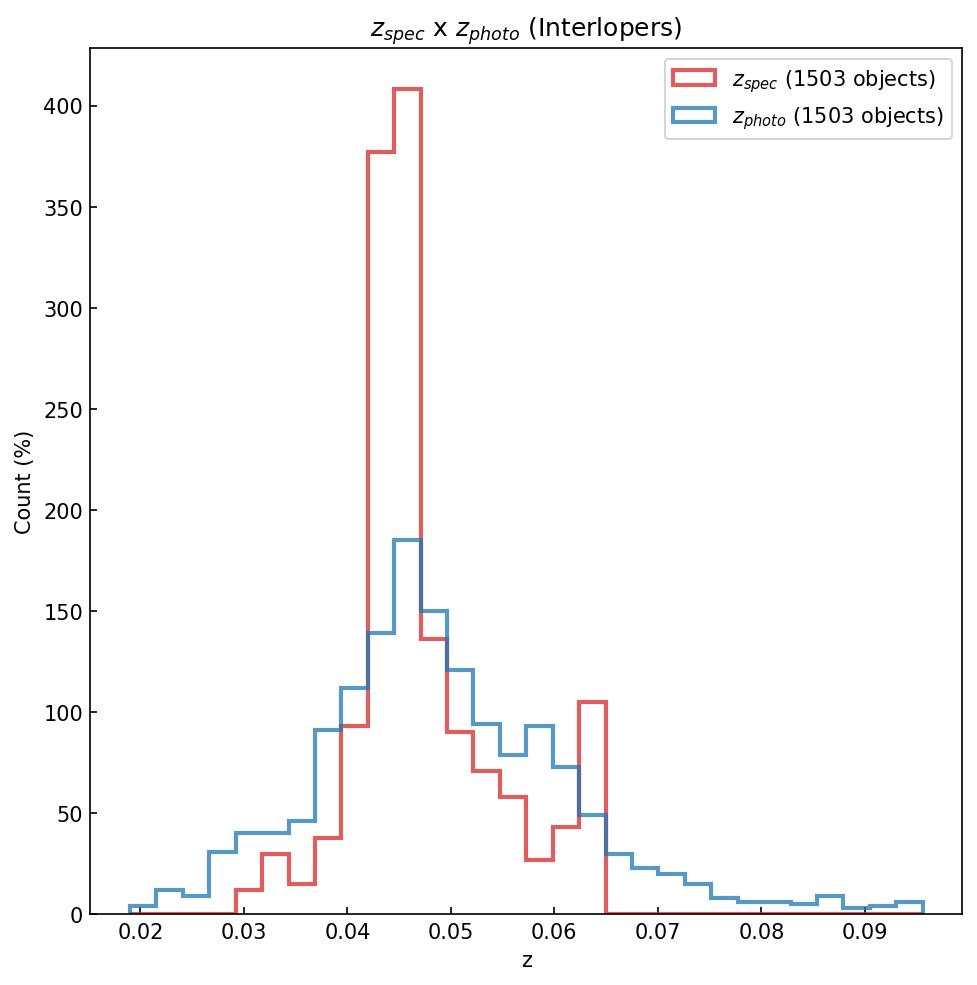 z_spec x z_photo (Interlopers)
z_spec (1503 objects)
z_photo (1503 objects)
Count (%)
400
350
300
250
200
150
100
50
0
0.02 0.03 0.04 0.05 0.06 0.07 0.08 0.09
z